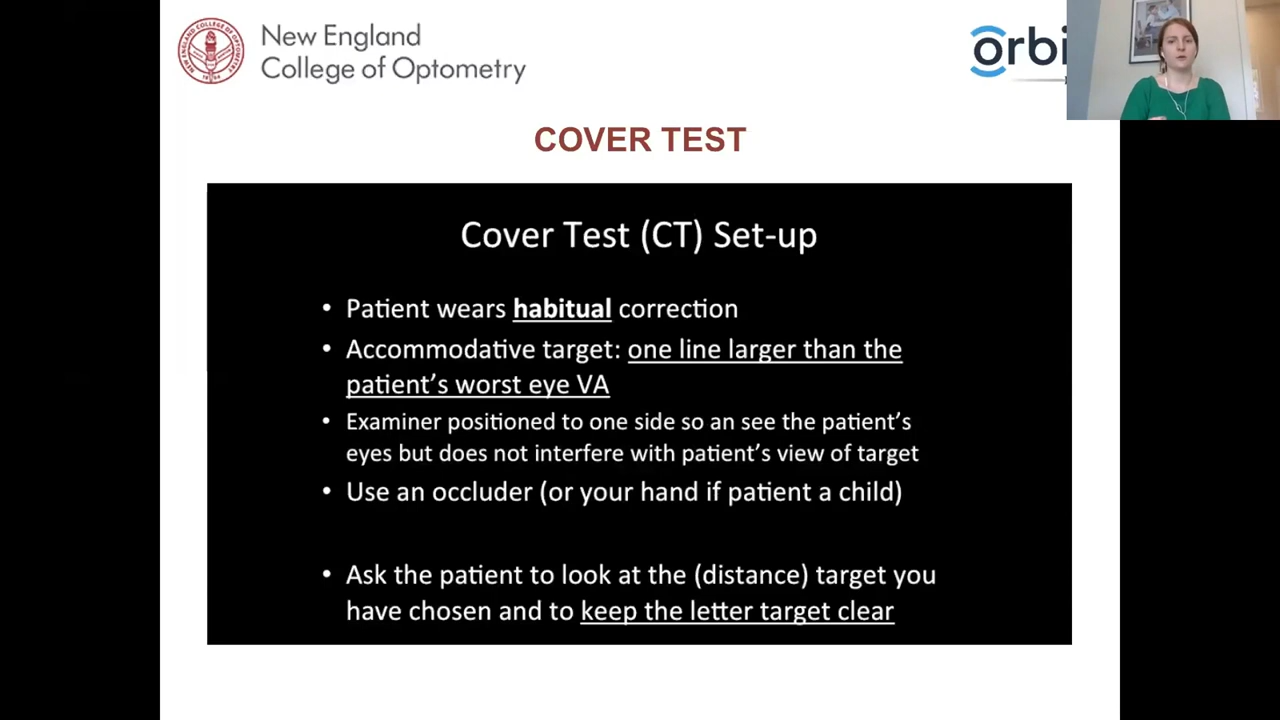 New England
College of Optometry
orbi
COVER TEST
Cover Test (CT) Set-up
• Patient wears habitual correction
• Accommodative target: one line larger than the
patient's worst eye VA
• Examiner positioned to one side so an see the patient's
eyes but does not interfere with patient's view of target
• Use an occluder (or your hand if patient a child)
• Ask the patient to look at the (distance) target you
have chosen and to keep the letter target clear